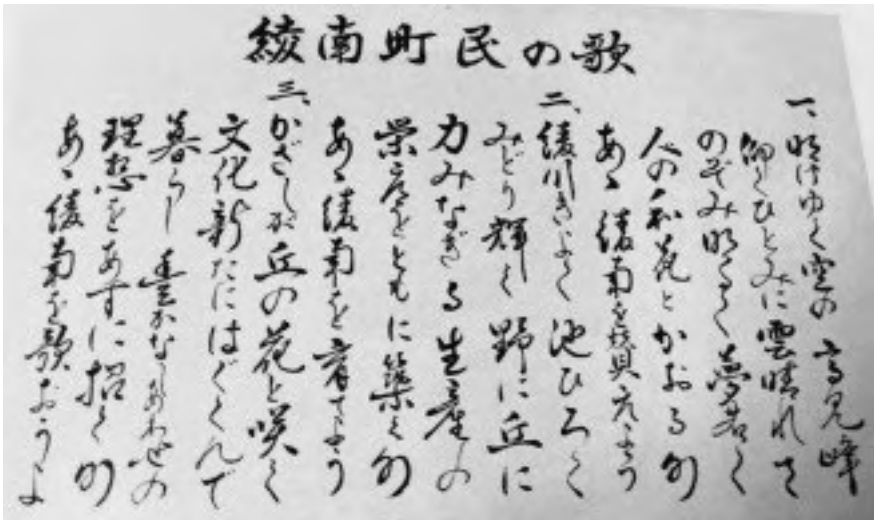 綾南町民の歌
一、明けゆく空の高見峰
仰ぐひとみに雲晴れて
のぞみ明るく夢若く
人の和花とかおる町
あゝ綾南を讃えよう
二、綾川きよく池ひろく
みどり輝く野に丘に
力みなぎる生産の
栄えをともに築く町
あゝ綾南を育てよう
三、かざしが丘の花と咲く
文化新たにはぐくんで
暮らし豊かなしあわせの
理想をあすに招く町
あゝ綾南を歌おうよ